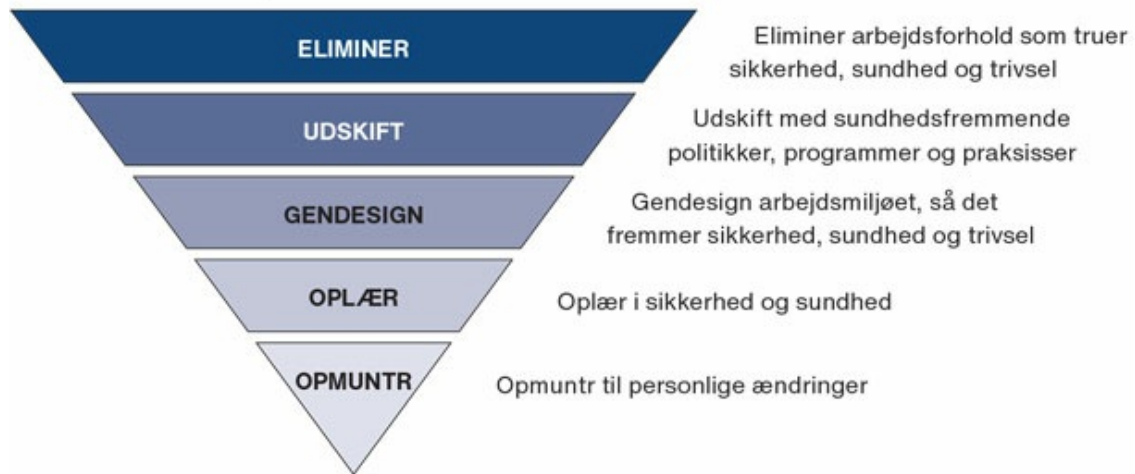 ELIMINER
Eliminer arbejdsforhold som truer
sikkerhed, sundhed og trivsel
UDSKIFT
Udskift med sundhedsfremmende
politikker, programmer og praksisser
GENDESIGN
Gendesign arbejdsmiljøet, så det
fremmer sikkerhed, sundhed og trivsel
OPLÆR
Oplær i sikkerhed og sundhed
OPMUNTR
Opmuntr til personlige ændringer